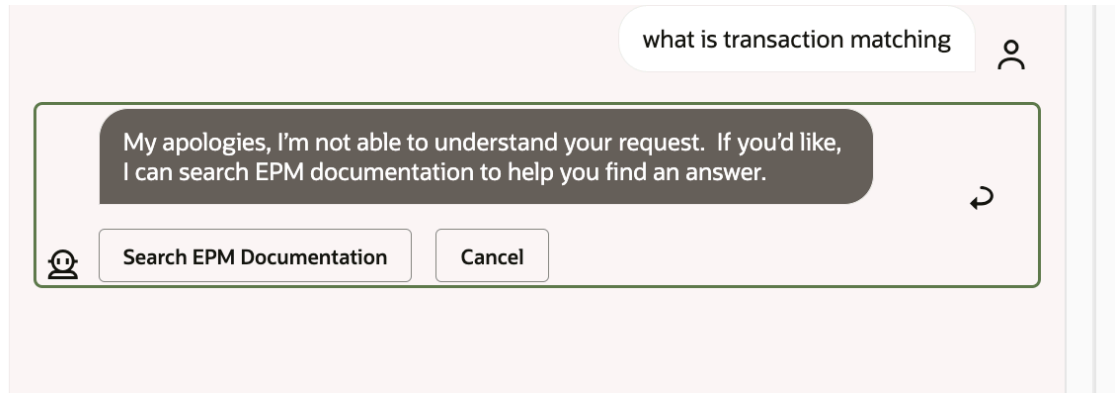 what is transaction matching
My apologies, I’m not able to understand your request.  If you’d like,
I can search EPM documentation to help you find an answer.
Search EPM Documentation
Cancel